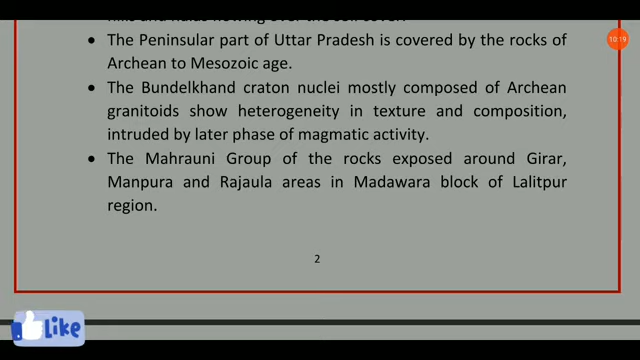 10:19
• The Peninsular part of Uttar Pradesh is covered by the rocks of
Archean to Mesozoic age.
• The Bundelkhand craton nuclei mostly composed of Archean
granitoids show heterogeneity in texture and composition,
intruded by later phase of magmatic activity.
• The Mahrauni Group of the rocks exposed around Girar,
Manpura and Rajaula areas in Madawara block of Lalitpur
region.
2
Like